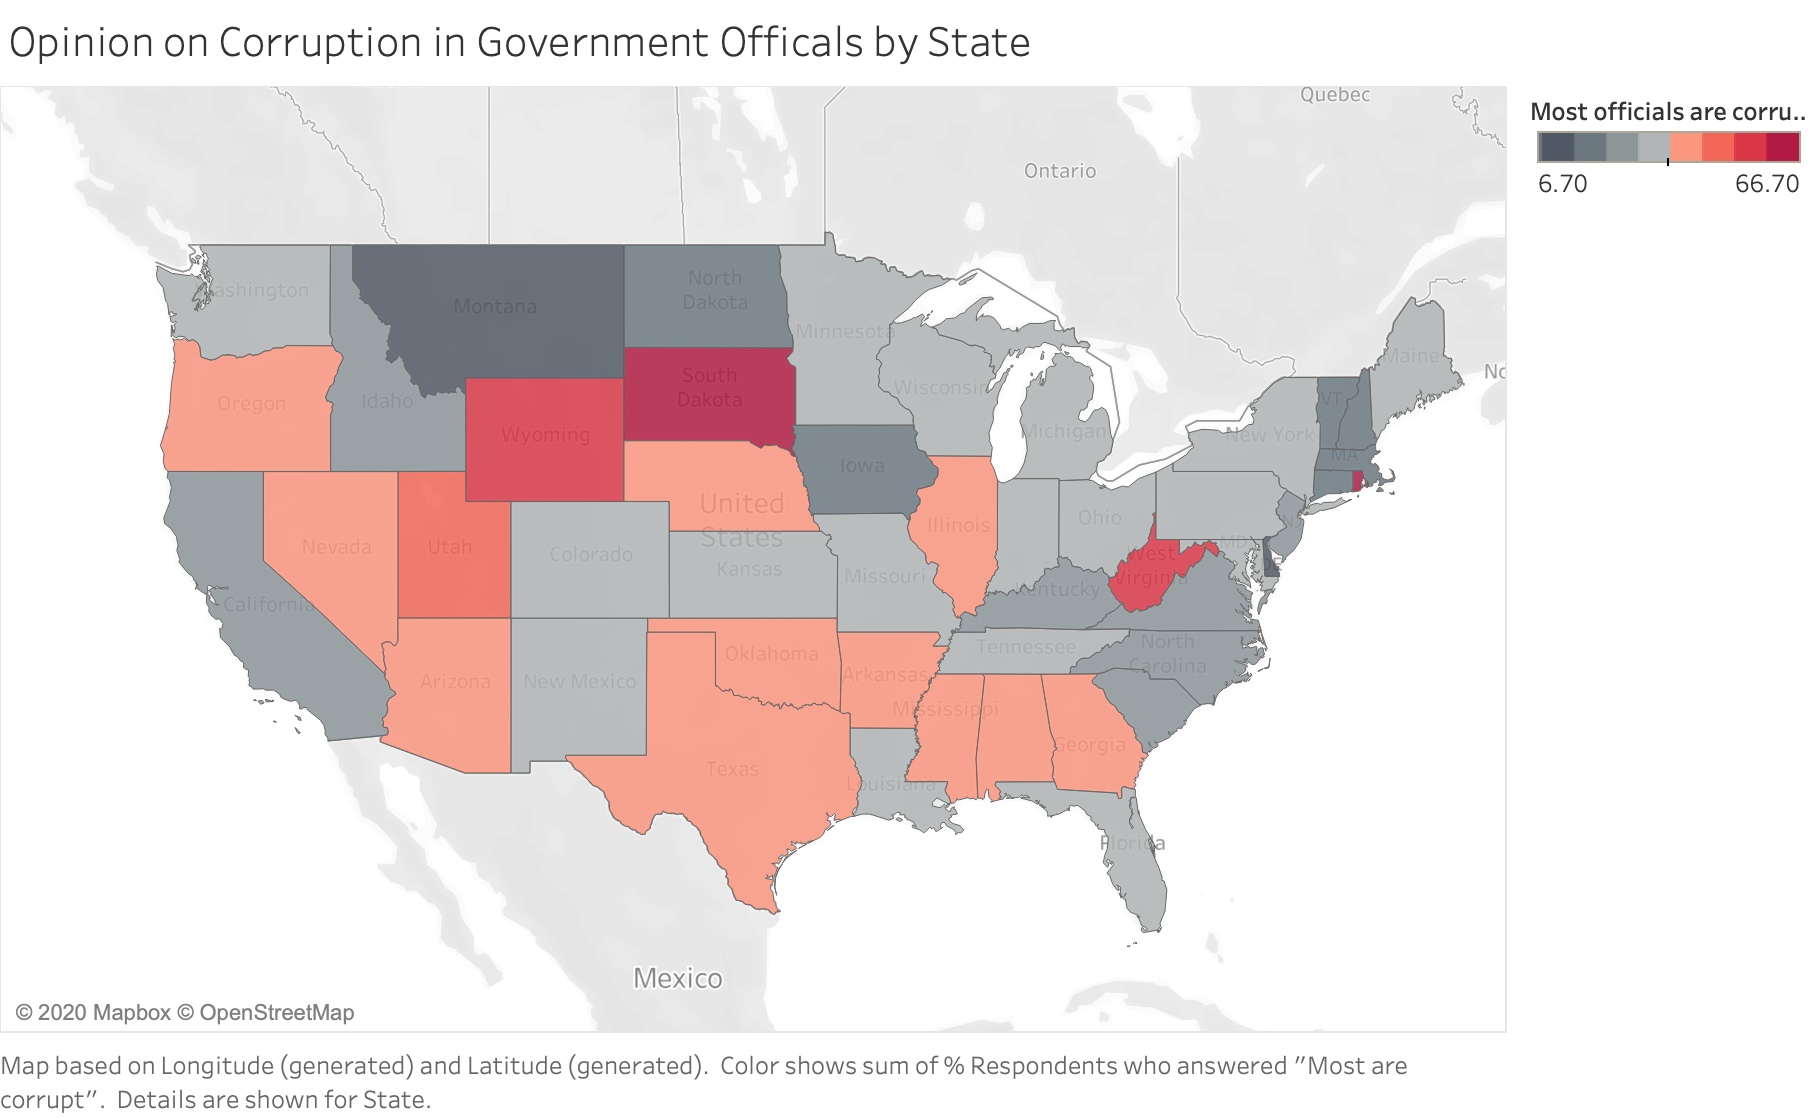 Opinion on Corruption in Government Officals by State
Most officials are corru..
6.70
66.70
Quebec
Ontario
Washington
Montana
North
Dakota
Minnesota
Maine
Oregon
Idaho
Wyoming
South
Dakota
Wisconsin
Michigan
New York
VT
MA
Iowa
United
States
Nevada
Utah
Colorado
Kansas
Missouri
Illinois
Ohio
West
Virginia
MD
NJ
California
Kentucky
Arizona
New Mexico
Oklahoma
Arkansas
Tennessee
North
Carolina
Mississippi
Georgia
Texas
Louisiana
Florida
Mexico
© 2020 Mapbox © OpenStreetMap
Map based on Longitude (generated) and Latitude (generated).  Color shows sum of % Respondents who answered "Most are
corrupt".  Details are shown for State.